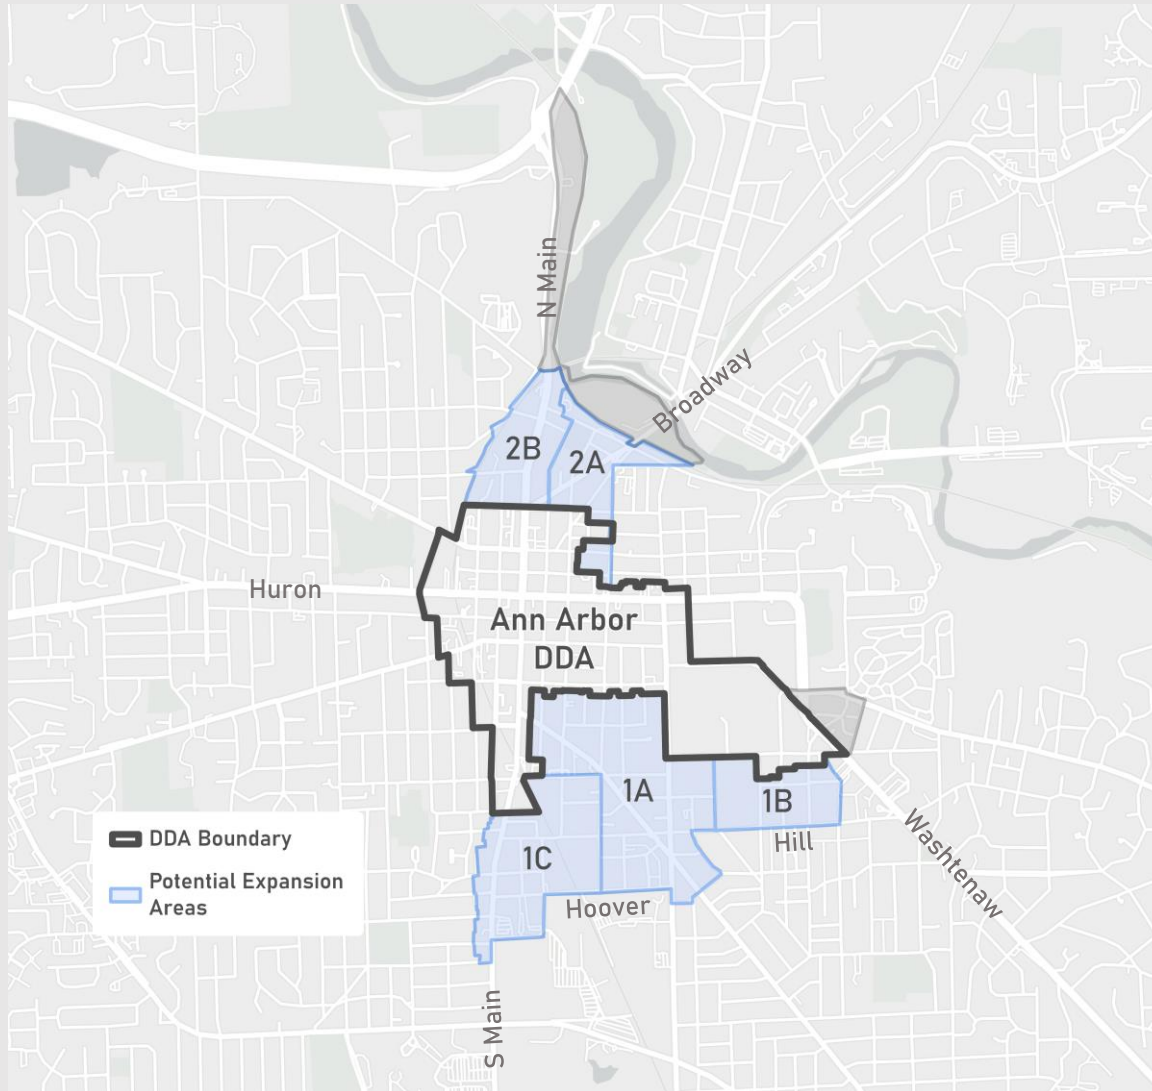 N Main
Broadway
2B
2A
Huron
Ann Arbor
DDA
1A
1B
1C
Hill
Washtenaw
Hoover
S Main
DDA Boundary
Potential Expansion
Areas